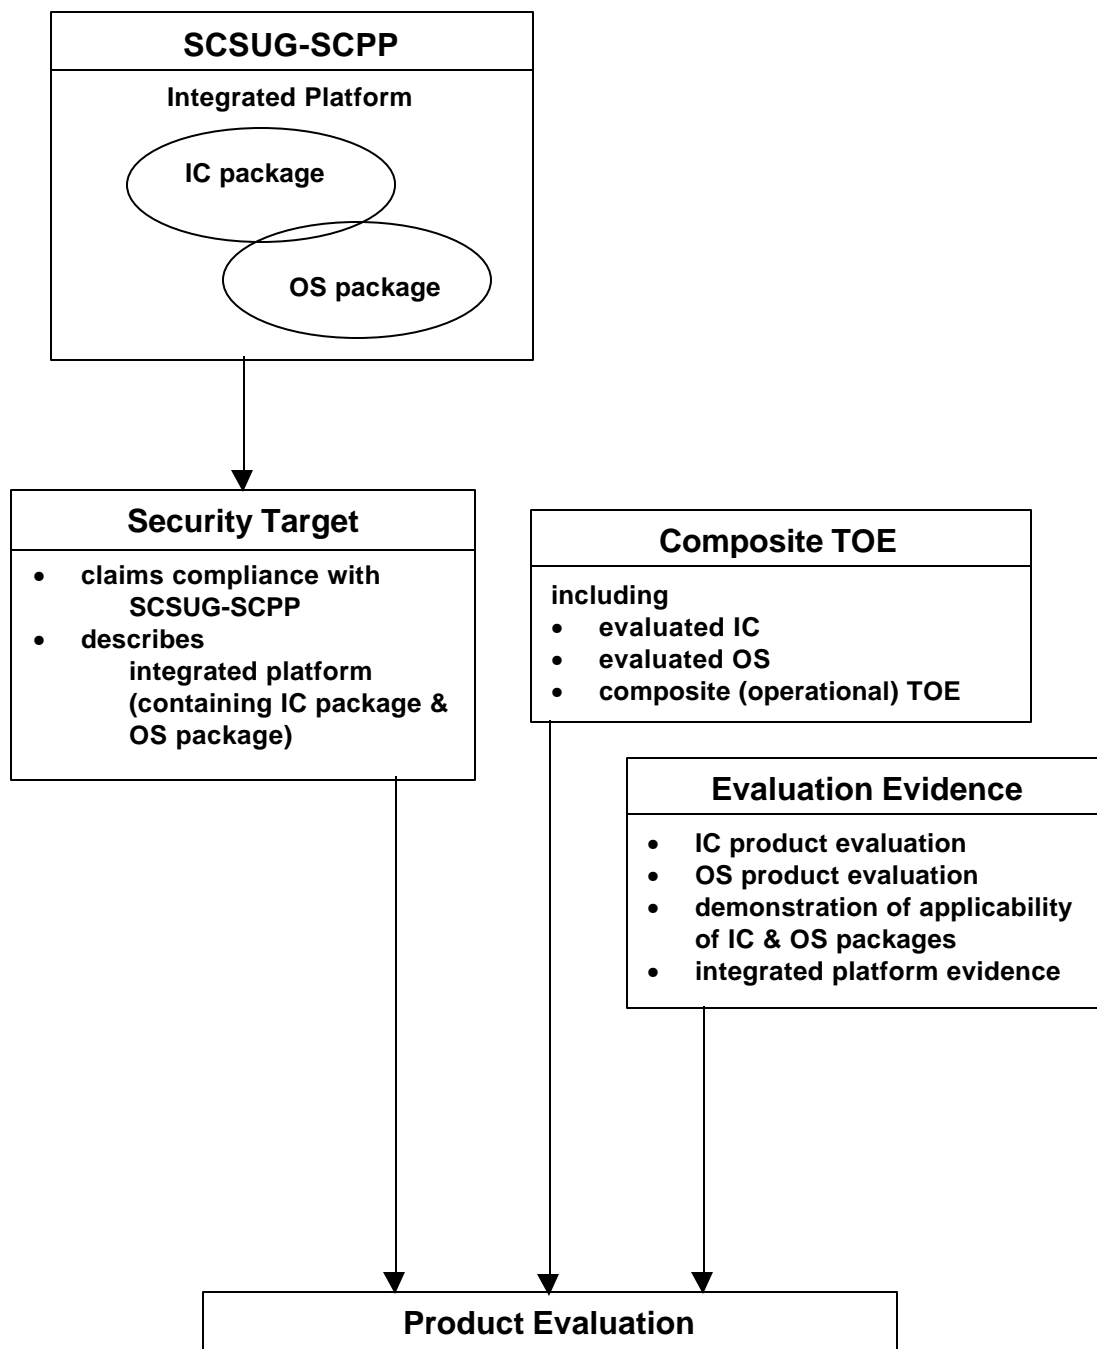 SCSUG-SCPP
Integrated Platform
IC package
OS package
Security Target
• claims compliance with
SCSUG-SCPP
• describes
integrated platform
(containing IC package &
OS package)
Composite TOE
including
• evaluated IC
• evaluated OS
• composite (operational) TOE
Evaluation Evidence
• IC product evaluation
• OS product evaluation
• demonstration of applicability
of IC & OS packages
• integrated platform evidence
Product Evaluation